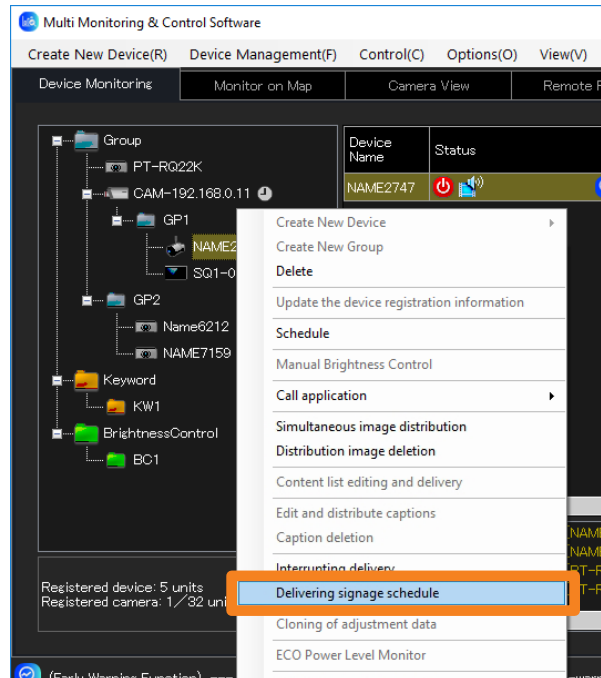 Multi Monitoring & Control Software
Create New Device(R) Device Management(F) Control(C) Options(O) View(V)
Device Monitoring Monitor on Map Camera View Remote
Group
PT-RQ22K
CAM-192.168.0.11
GP1
NAME2
SQ1-0
GP2
Name6212
NAME7159
Keyword
KW1
BrightnessControl
BC1
Device
Name
Status
NAME2747
Create New Device
Create New Group
Delete
Update the device registration information
Schedule
Manual Brightness Control
Call application
Simultaneous image distribution
Distribution image deletion
Content list editing and delivery
Edit and distribute captions
Caption deletion
Interrupting delivery
Delivering signage schedule
Cloning of adjustment data
ECO Power Level Monitor
Registered device: 5 units
Registered camera: 1/32 uni
(Early Warning Function)